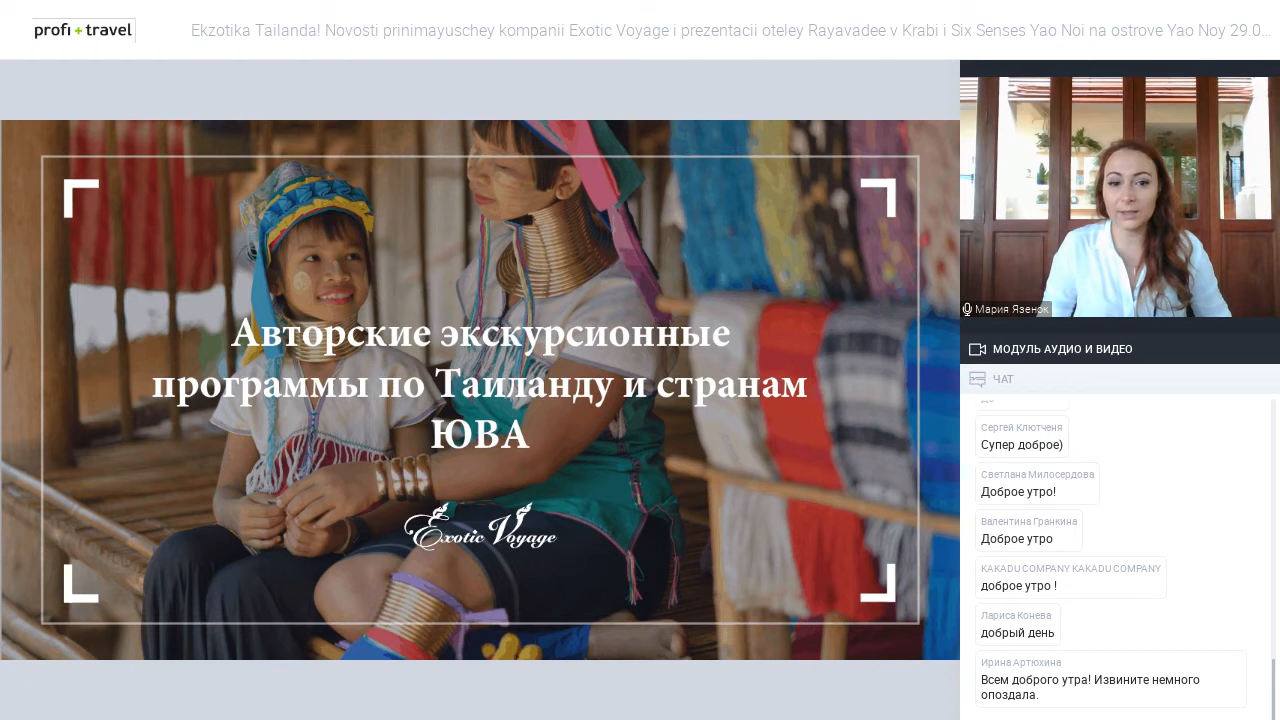 profi + travel
Ekzotika Tailanda! Novosti prinimayuschey kompanii Exotic Voyage i prezentacii oteley Rayavadee v Krabi i Six Senses Yao Noi na ostrove Yao Noy 29.0...
Авторские экскурсионные
программы по Таиланду и странам
ЮВА
Exotic Voyage
Мария Язенок
МОДУЛЬ АУДИО И ВИДЕО
ЧАТ
Сергей Клютченя
Супер доброе)
Светлана Милосердова
Доброе утро!
Валентина Гранкина
Доброе утро
KAKADU COMPANY KAKADU COMPANY
доброе утро !
Лариса Конева
добрый день
Ирина Артюхина
Всем доброго утра! Извините немного
опоздала.